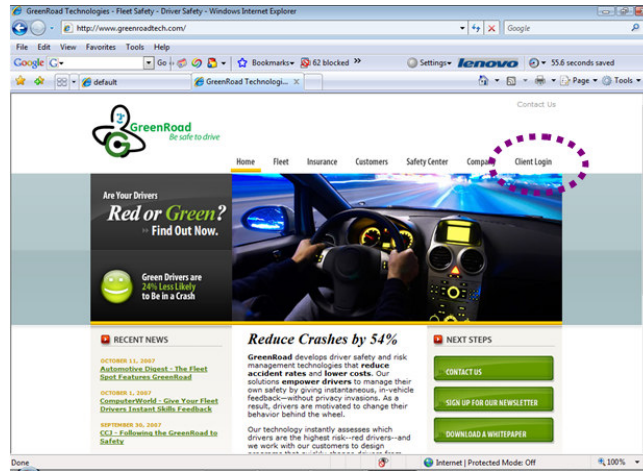 GreenRoad Technologies - Fleet Safety - Driver Safety - Windows Internet Explorer
http://www.greenroadtech.com/
Google
File Edit View Favorites Tools Help
Google G Go Bookmarks 62 blocked Settings lenovo 55.6 seconds saved
default GreenRoad Technologi... X Page Tools
Contact Us
GreenRoad
Be safe to drive
Home Fleet Insurance Customers Safety Center Company Client Login
Are Your Drivers
Red or Green?
Find Out Now.
Green Drivers are
24% Less Likely
to Be in a Crash
RECENT NEWS
OCTOBER 11, 2007
Automotive Digest - The Fleet
Spot Features GreenRoad
OCTOBER 1, 2007
ComputerWorld - Give Your Fleet
Drivers Instant Skills Feedback
SEPTEMBER 30, 2007
CCJ - Following the GreenRoad to
Safety
Reduce Crashes by 54%
GreenRoad develops driver safety and risk
management technologies that reduce
accident rates and lower costs. Our
solutions empower drivers to manage their
own safety by giving instantaneous, in-vehicle
feedback—without privacy invasions. As a
result, drivers are motivated to change their
behavior behind the wheel.
Our technology instantly assesses which
drivers are the highest risk--red drivers--and
we work with our customers to design
NEXT STEPS
CONTACT US
SIGN UP FOR OUR NEWSLETTER
DOWNLOAD A WHITEPAPER
Done Internet | Protected Mode: Off 100%